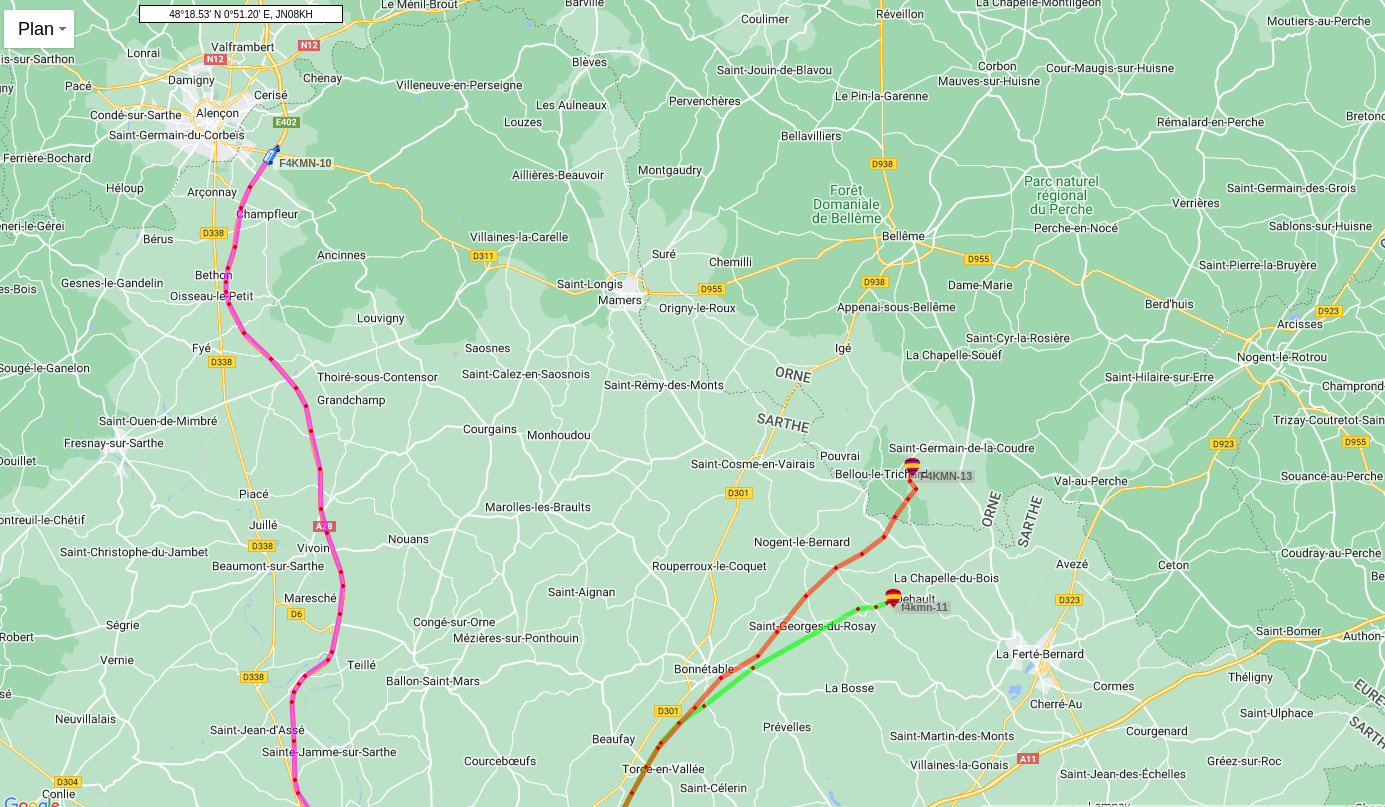 48°18.53' N 0°51.20' E, JN08KH
Plan
Le Ménil-Brout
Barville
Coulimer
Réveillon
La Chapelle-Montligeon
Moutiers-au-Perche
is-sur-Sarthon
Lonrai
Valframbert
N12
N12
Blèves
Saint-Jouin-de-Blavou
Corbon
Mauves-sur-Huisne
Cour-Maugis-sur-Huisne
Pacé
Damigny
Chenay
Cerisé
Villeneuve-en-Perseigne
Les Aulneaux
Pervenchères
Le Pin-la-Garenne
Condé-sur-Sarthe
Alençon
E402
Louzes
Bellavilliers
Rémalard-en-Perche
Saint-Germain-du-Corbéis
Ferrière-Bochard
F4KMN-10
D938
Montgaudry
Aillières-Beauvoir
Héloup
Arçonnay
Champfleur
Forêt
Domaniale
de Bellême
Parc naturel
régional
du Perche
Saint-Germain-des-Grois
Verrières
neri-le-Gérei
Bérus
D338
Villaines-la-Carelle
Bellême
Perche-en-Nocé
Sablons-sur-Huisne
Ancinnes
D311
Suré
Chemilli
D955
Saint-Pierre-la-Bruyère
Bethon
Gesnes-le-Gandelin
es-Bois
Oisseau-le-Petit
Saint-Longis
Mamers
D955
D938
Dame-Marie
Origny-le-Roux
Appenai-sous-Bellême
Berd'huis
D923
Arcisses
Louvigny
Fyé
D338
Saosnes
Igé
Saint-Cyr-la-Rosière
La Chapelle-Souëf
Nogent-le-Rotrou
Sougé-le-Ganelon
Thoiré-sous-Contensor
Saint-Calez-en-Saosnois
ORNE
Saint-Rémy-des-Monts
Saint-Hilaire-sur-Erre
Champrond-
Grandchamp
Saint-Ouen-de-Mimbré
Fresnay-sur-Sarthe
Courgains
Monhoudou
SARTHE
Trizay-Coutretot-Sain
D923
D955
Douillet
Saint-Cosme-en-Vairais
Pouvrai
Saint-Germain-de-la-Coudre
Bellou-le-Trichard
F4KMN-13
Val-au-Perche
Souancé-au-Perche
Piacé
D301
ORNE
SARTHE
ontreuil-le-Chétif
Juillé
A28
Marolles-les-Braults
Saint-Christophe-du-Jambet
D338
Vivoin
Nouans
Nogent-le-Bernard
Coudray-au-Perche
Beaumont-sur-Sarthe
Rouperroux-le-Coquet
Avezé
Ceton
La Chapelle-du-Bois
Maresché
Saint-Aignan
Dehault
f4kmn-11
D323
D6
Ségrie
Congé-sur-Orne
Mézières-sur-Ponthouin
Saint-Georges-du-Rosay
Saint-Bomer
Authon-
Robert
Vernie
Teillé
La Ferté-Bernard
D338
Ballon-Saint-Mars
Bonnétable
La Bosse
Cormes
Théligny
Neuvillalais
D301
Cherré-Au
Saint-Ulphace
EURE-
SARTH
Saint-Jean-d'Assé
Sainte-Jamme-sur-Sarthe
Beaufay
Prévelles
Saint-Martin-des-Monts
Courgenard
Courcebœufs
Torcé-en-Vallée
A11
Villaines-la-Gonais
Gréez-sur-Roc
Saint-Jean-des-Échelles
D304
Conlie
Saint-Célerin
Lamnay
Google